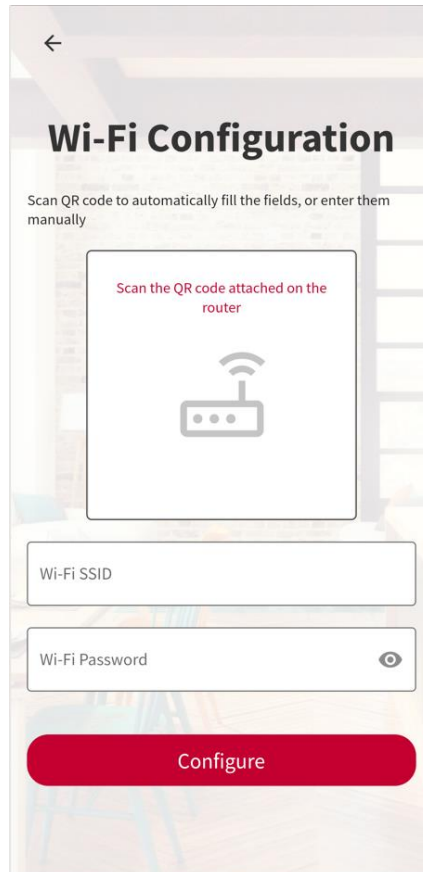 Wi-Fi Configuration
Scan QR code to automatically fill the fields, or enter them
manually
Scan the QR code attached on the
router
Wi-Fi SSID
Wi-Fi Password
Configure